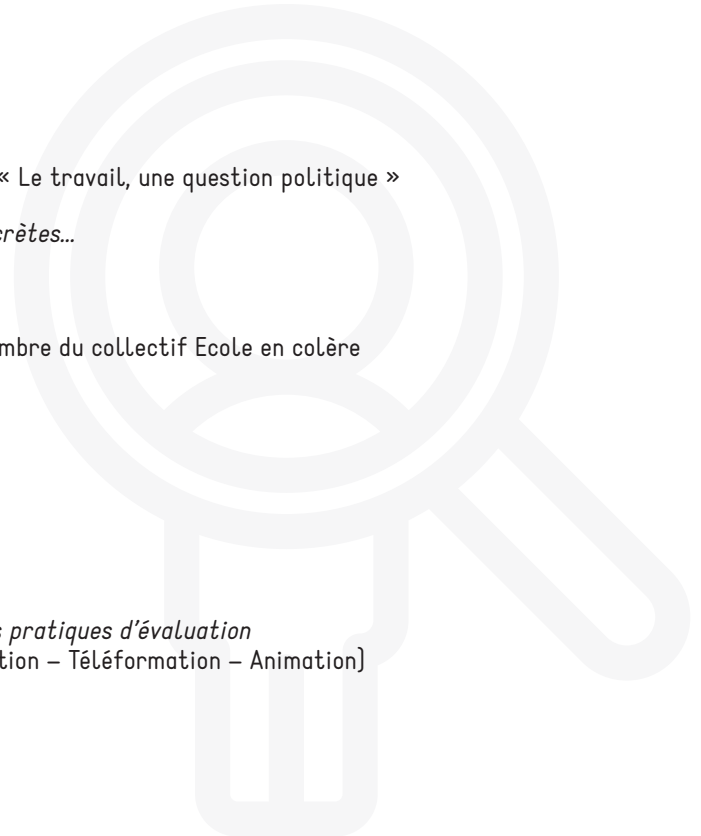 « Le travail, une question politique »
crètes...
mbre du collectif Ecole en colère
s pratiques d’évaluation
tion – Téléformation – Animation)